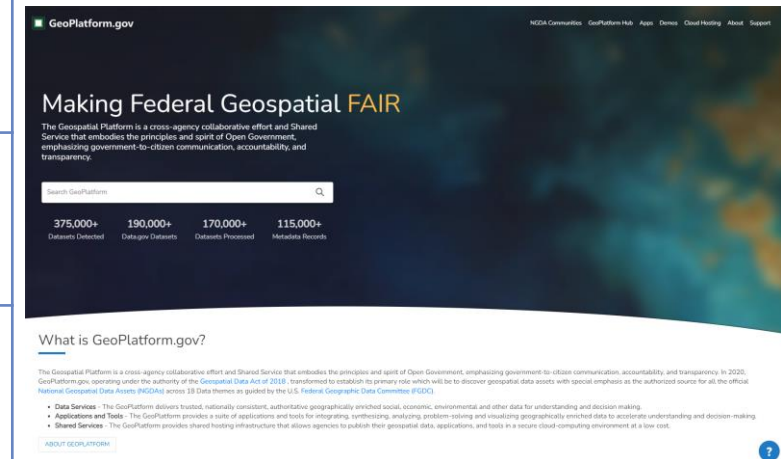 GeoPlatform.gov
NGDA Communities GeoPlatform Hub Apps Demos Cloud Hosting About Support
Making Federal Geospatial FAIR
The Geospatial Platform is a cross-agency collaborative effort and Shared
Service that embodies the principles and spirit of Open Government,
emphasizing government-to-citizen communication, accountability, and
transparency.
Search GeoPlatform
375,000+ 190,000+ 170,000+ 115,000+
Datasets Detected Data.gov Datasets Datasets Processed Metadata Records
What is GeoPlatform.gov?
The Geospatial Platform is a cross-agency collaborative effort and Shared Service that embodies the principles and spirit of Open Government, emphasizing government-to-citizen communication, accountability, and transparency. In 2020,
GeoPlatform.gov, operating under the authority of the Geospatial Data Act of 2018 , transformed to establish its primary role which will be to discover geospatial data assets with special emphasis as the authorized source for all the official
National Geospatial Data Assets (NGDAs) across 18 Data themes as guided by the U.S. Federal Geographic Data Committee (FGDC).
• Data Services - The GeoPlatform delivers trusted, nationally consistent, authoritative geographically enriched social, economic, environmental and other data for understanding and decision making.
• Applications and Tools - The GeoPlatform provides a suite of applications and tools for integrating, synthesizing, analyzing, problem-solving and visualizing geographically enriched data to accelerate understanding and decision-making.
• Shared Services - The GeoPlatform provides shared hosting infrastructure that allows agencies to publish their geospatial data, applications, and tools in a secure cloud-computing environment at a low cost.
ABOUT GEOPLATFORM
?